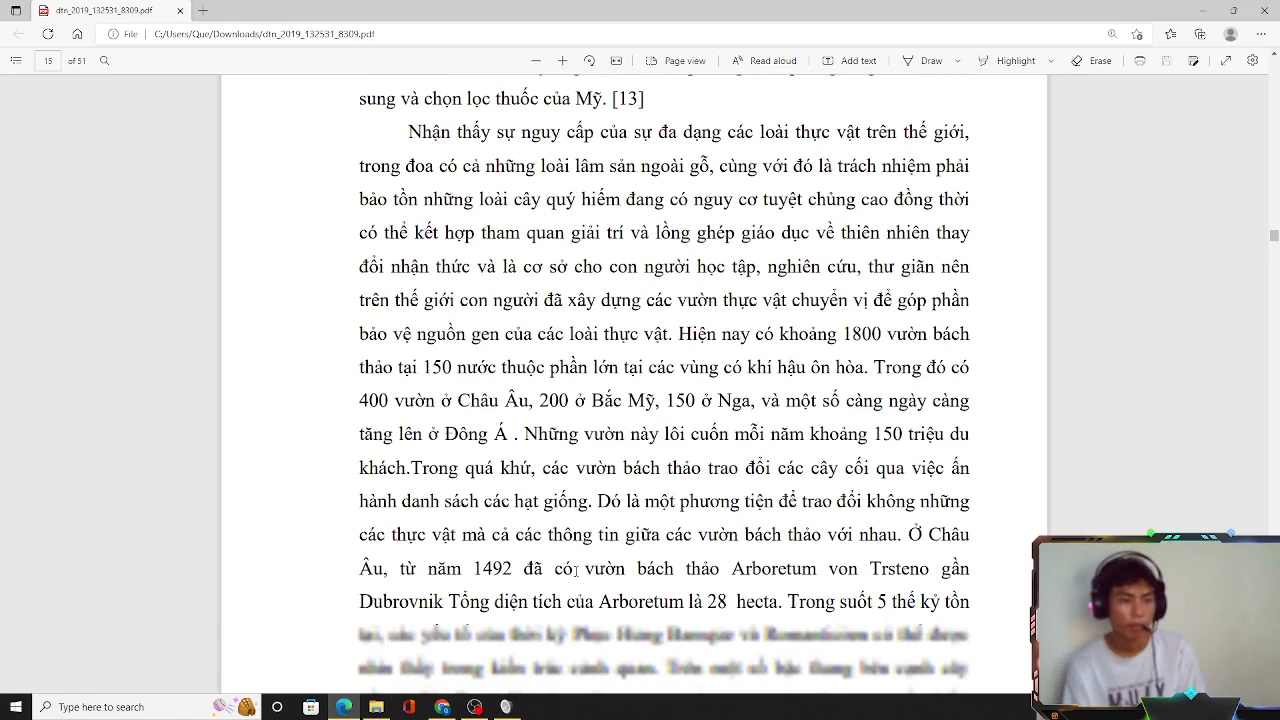 dtn_2019_132531_8309.pdf
File C:/Users/Que/Downloads/dtn_2019_132531_8309.pdf
15 of 51 Page view Read aloud Add text Draw Highlight Erase
sung và chọn lọc thuốc của Mỹ. [13]
Nhận thấy sự nguy cấp của sự đa dạng các loài thực vật trên thế giới,
trong đoa có cả những loài lâm sản ngoài gỗ, cùng với đó là trách nhiệm phải
bảo tồn những loài cây quý hiếm đang có nguy cơ tuyệt chủng cao đồng thời
có thể kết hợp tham quan giải trí và lồng ghép giáo dục về thiên nhiên thay
đổi nhận thức và là cơ sở cho con người học tập, nghiên cứu, thư giãn nên
trên thế giới con người đã xây dựng các vườn thực vật chuyển vị để góp phần
bảo vệ nguồn gen của các loài thực vật. Hiện nay có khoảng 1800 vườn bách
thảo tại 150 nước thuộc phần lớn tại các vùng có khí hậu ôn hòa. Trong đó có
400 vườn ở Châu Âu, 200 ở Bắc Mỹ, 150 ở Nga, và một số càng ngày càng
tăng lên ở Đông Á . Những vườn này lôi cuốn mỗi năm khoảng 150 triệu du
khách.Trong quá khứ, các vườn bách thảo trao đổi các cây cối qua việc ấn
hành danh sách các hạt giống. Dó là một phương tiện để trao đổi không những
các thực vật mà cả các thông tin giữa các vườn bách thảo với nhau. Ở Châu
Âu, từ năm 1492 đã có vườn bách thảo Arboretum von Trsteno gần
Dubrovnik Tổng diện tích của Arboretum là 28 hecta. Trong suốt 5 thế kỷ tồn
Type here to search